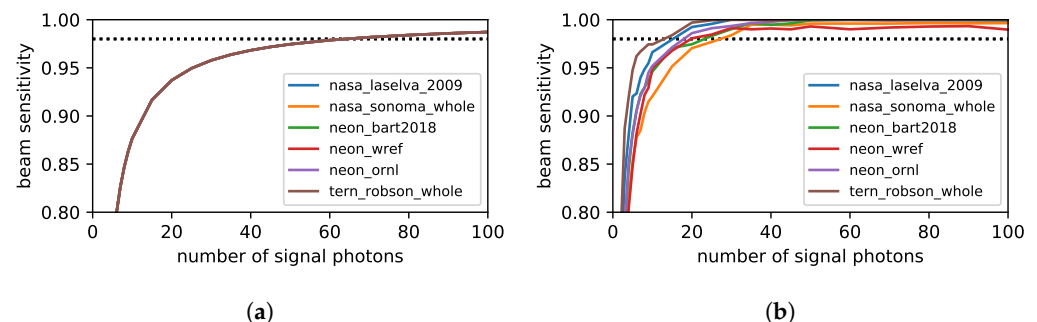 1.00
0.95
0.90
0.85
0.80
beam sensitivity
nasa_laselva_2009
nasa_sonoma_whole
neon_bart2018
neon_wref
neon_ornl
tern_robson_whole
0 20 40 60 80 100
number of signal photons
(a)
1.00
0.95
0.90
0.85
0.80
beam sensitivity
nasa_laselva_2009
nasa_sonoma_whole
neon_bart2018
neon_wref
neon_ornl
tern_robson_whole
0 20 40 60 80 100
number of signal photons
(b)